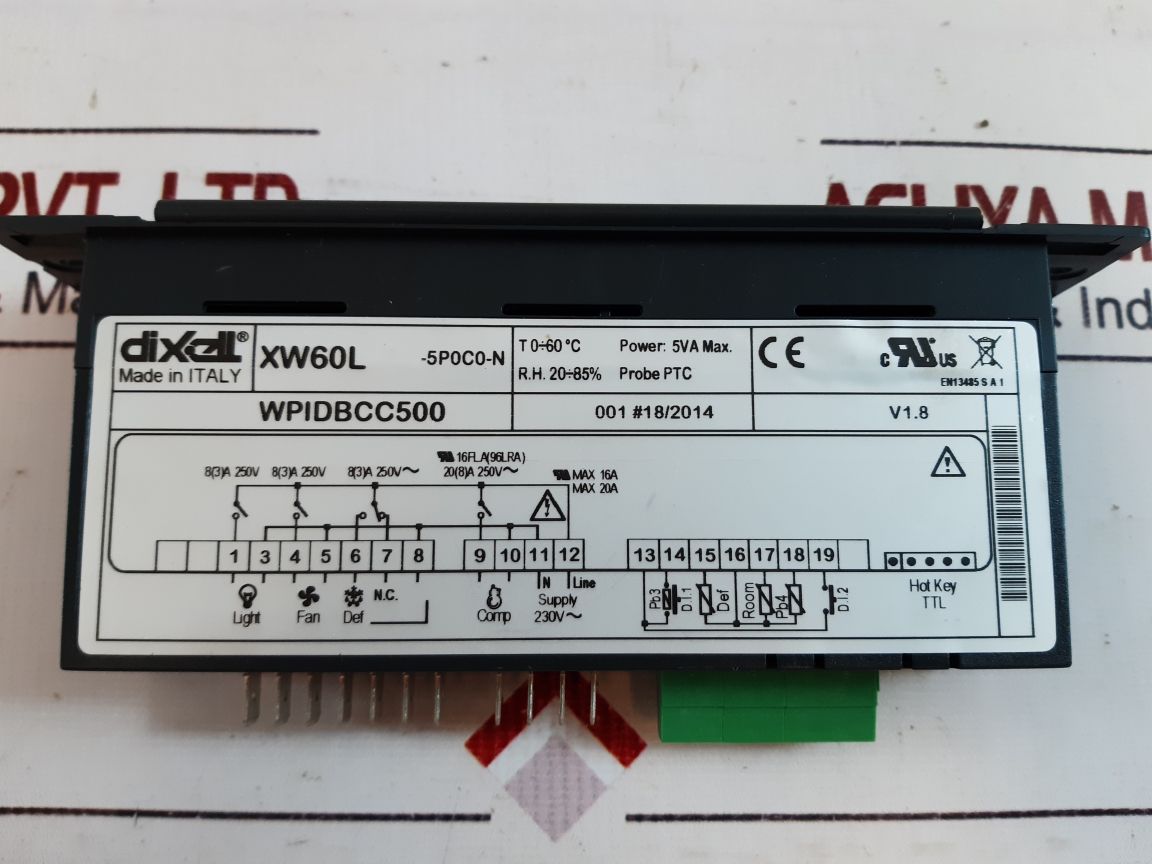 PVT. LTD
ACHYA M
& Ma
& Ind
dixell®
Made in ITALY
XW60L -5P0C0-N
T 0÷60°C Power: 5VA Max.
R.H. 20÷85% Probe PTC
CE
c RU US
EN13485 S A 1
WPIDBCC500 001 #18/2014 V1.8
16FLA(96LRA)
8(3)A 250V 8(3)A 250V 8(3)A 250V~ 20(8)A 250V~ MAX 16A
MAX 20A
1 3 4 5 6 7 8 9 10 11 12 13 14 15 16 17 18 19
Light Fan Def N.C. Comp N Line
Supply
230V~
Pb3 D.I.1 Def Room Pb4 D.I.2
Hot Key
TTL